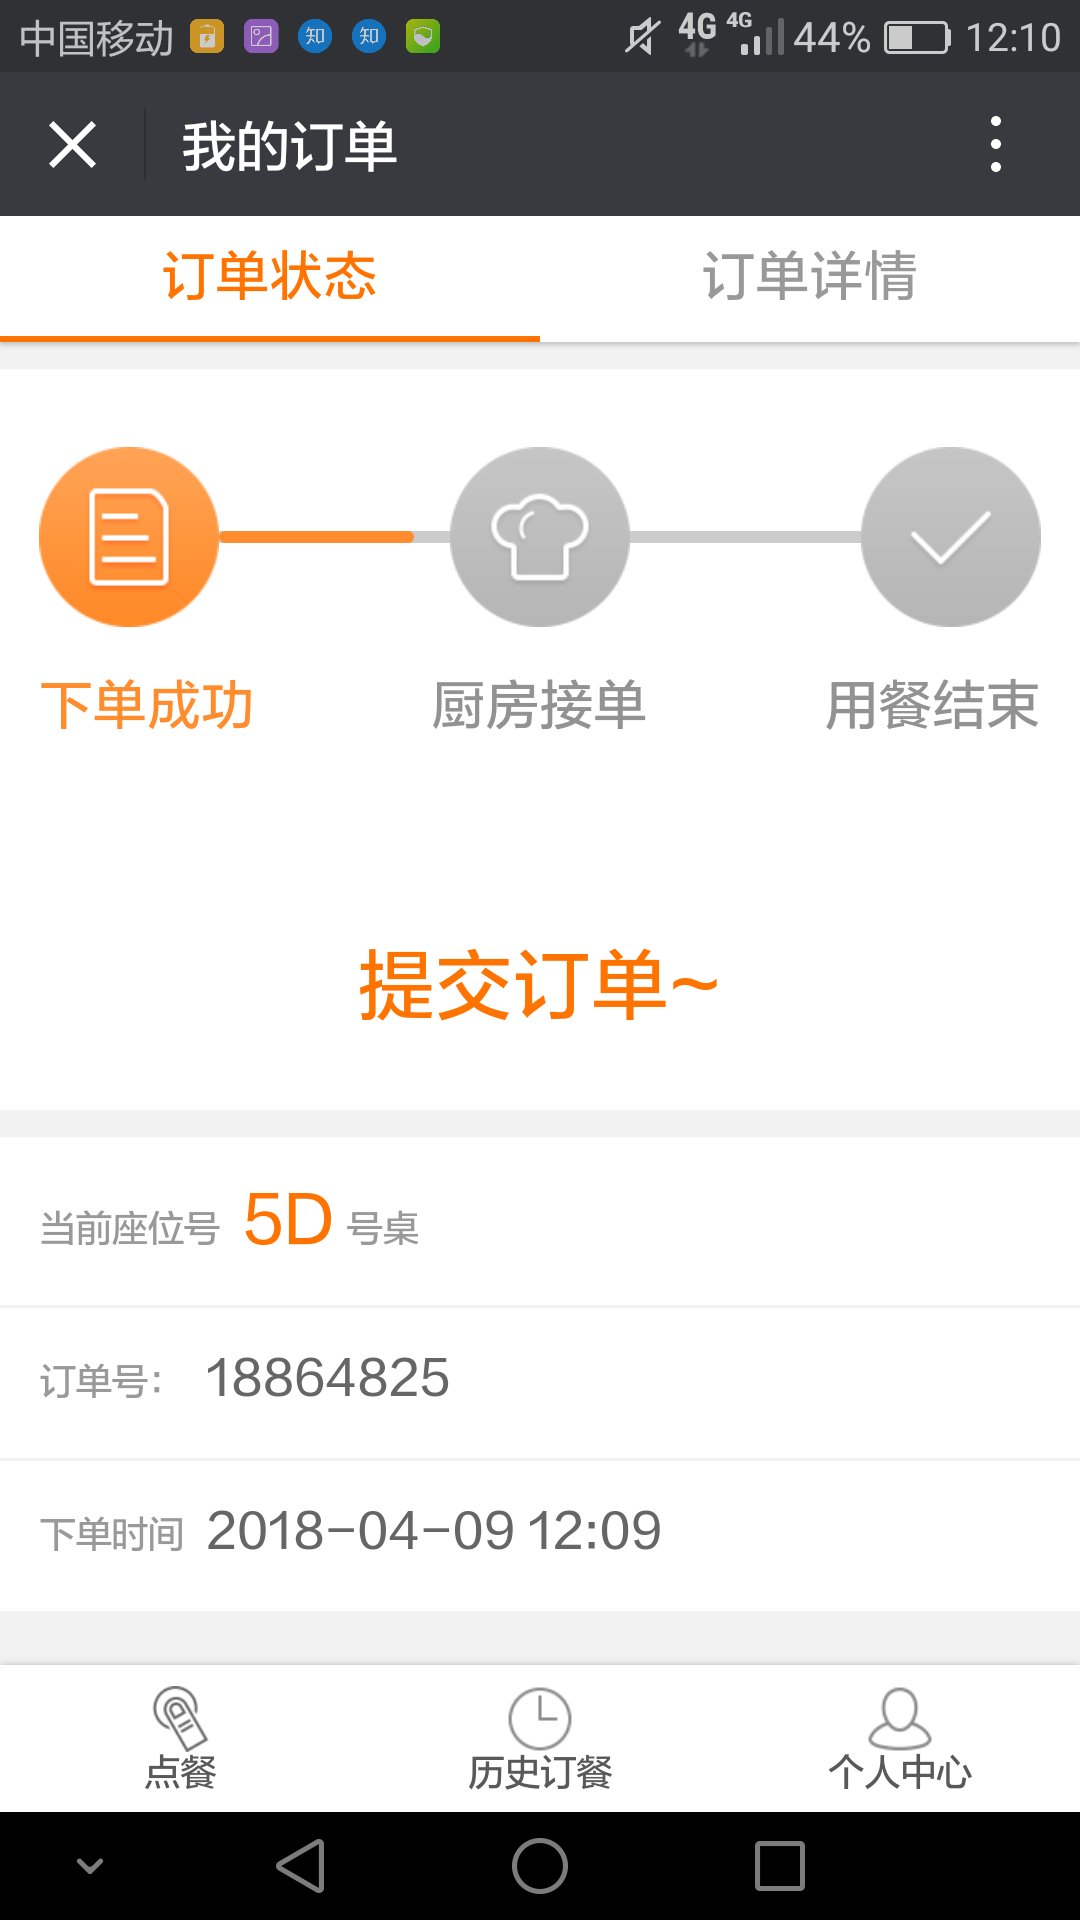 中国移动 知 知 4G 4G 44% 12:10
我的订单
订单状态 订单详情
下单成功 厨房接单 用餐结束
提交订单~
当前座位号 5D 号桌
订单号: 18864825
下单时间 2018-04-09 12:09
点餐 历史订餐 个人中心